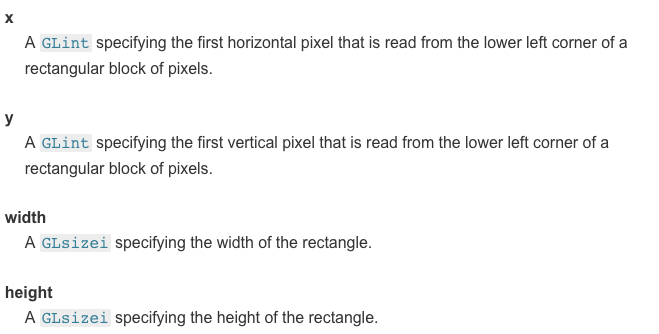 x
A GLint specifying the first horizontal pixel that is read from the lower left corner of a
rectangular block of pixels.
y
A GLint specifying the first vertical pixel that is read from the lower left corner of a
rectangular block of pixels.
width
A GLsizei specifying the width of the rectangle.
height
A GLsizei specifying the height of the rectangle.